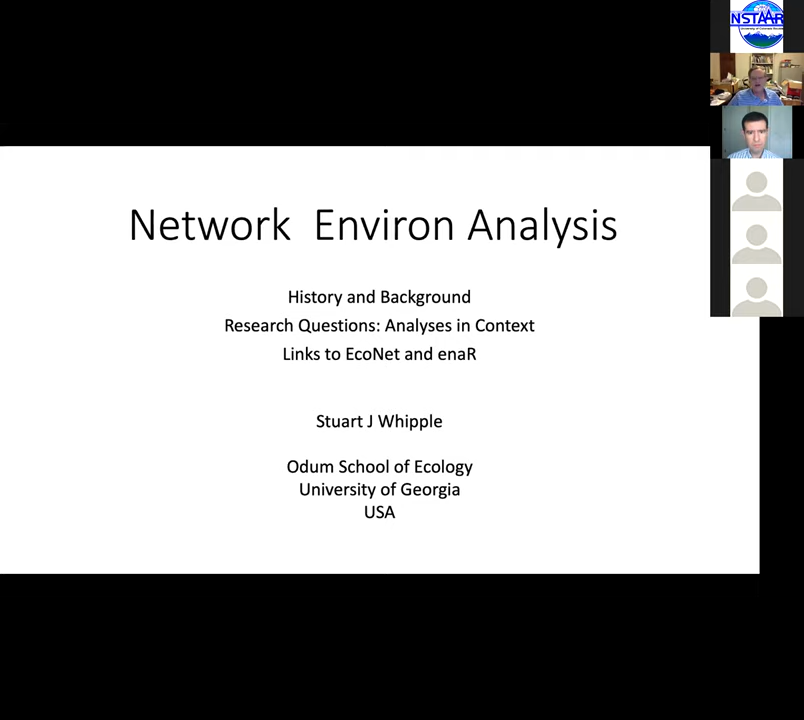 Network Environ Analysis
History and Background
Research Questions: Analyses in Context
Links to EcoNet and enaR
Stuart J Whipple
Odum School of Ecology
University of Georgia
USA
NSTAAR